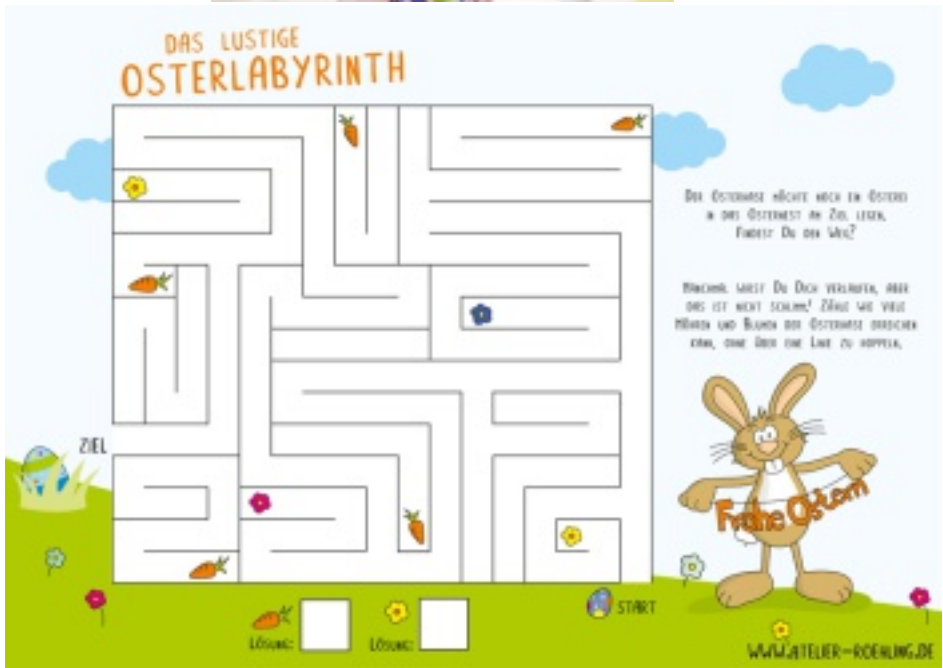 DAS LUSTIGE
OSTERLABYRINTH
DER OSTERHASE MÖCHTE NOCH EIN OSTEREI
IN DAS OSTERNEST AM ZIEL LEGEN.
FINDEST DU DEN WEG?
MANCHMAL WIRST DU DICH VERLAUFEN, ABER
DAS IST NICHT SCHLIMM! ZÄHLE WIE VIELE
MÖHREN UND BLUMEN DER OSTERHASE ERREICHEN
KANN, OHNE ÜBER EINE LINIE ZU HOPPELN.
ZIEL
Frohe Ostern
START
LÖSUNG:
LÖSUNG:
WWW.ATELIER-ROEHLING.DE